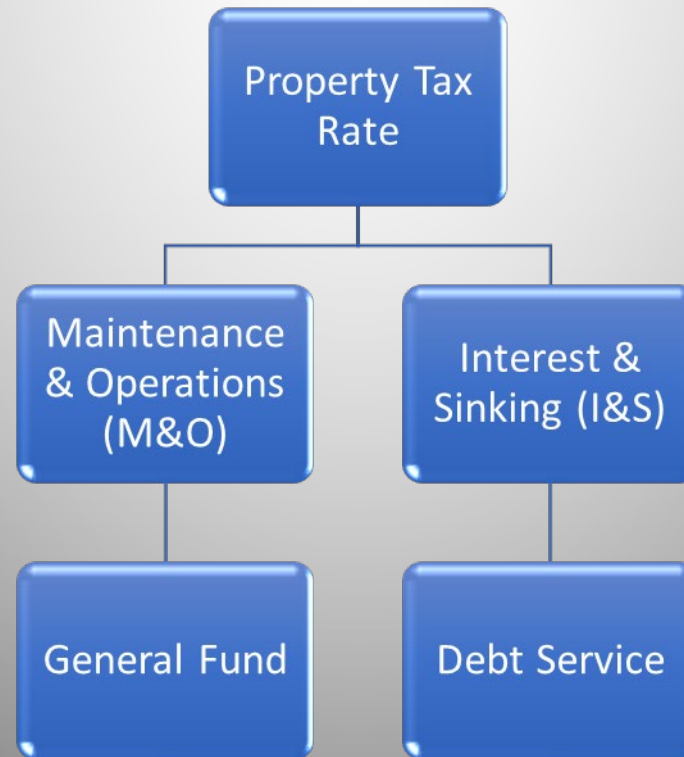 Property Tax
Rate
Maintenance
& Operations
(M&O)
Interest &
Sinking (I&S)
General Fund
Debt Service